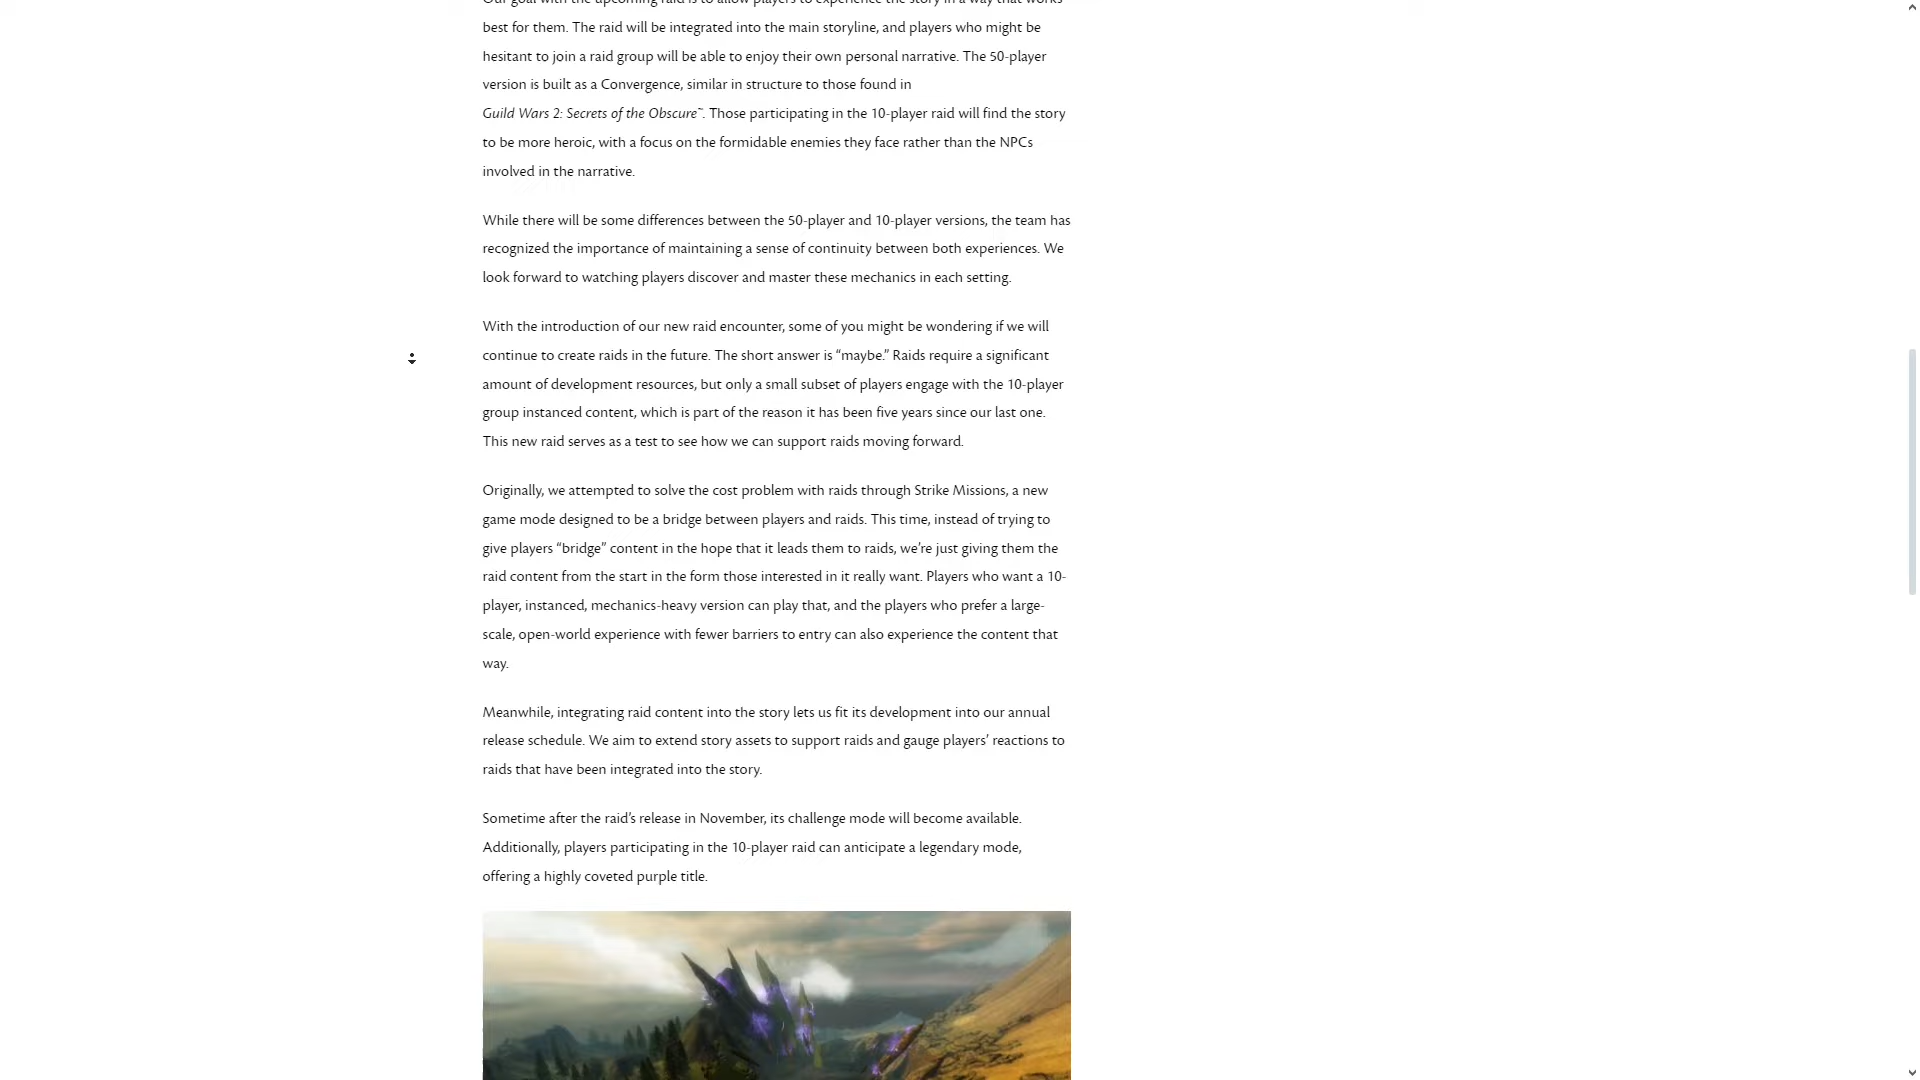 Our goal with the upcoming raid is to allow players to experience the story in a way that works
best for them. The raid will be integrated into the main storyline, and players who might be
hesitant to join a raid group will be able to enjoy their own personal narrative. The 50-player
version is built as a Convergence, similar in structure to those found in
Guild Wars 2: Secrets of the Obscure™. Those participating in the 10-player raid will find the story
to be more heroic, with a focus on the formidable enemies they face rather than the NPCs
involved in the narrative.
While there will be some differences between the 50-player and 10-player versions, the team has
recognized the importance of maintaining a sense of continuity between both experiences. We
look forward to watching players discover and master these mechanics in each setting.
With the introduction of our new raid encounter, some of you might be wondering if we will
continue to create raids in the future. The short answer is “maybe.” Raids require a significant
amount of development resources, but only a small subset of players engage with the 10-player
group instanced content, which is part of the reason it has been five years since our last one.
This new raid serves as a test to see how we can support raids moving forward.
Originally, we attempted to solve the cost problem with raids through Strike Missions, a new
game mode designed to be a bridge between players and raids. This time, instead of trying to
give players “bridge” content in the hope that it leads them to raids, we’re just giving them the
raid content from the start in the form those interested in it really want. Players who want a 10-
player, instanced, mechanics-heavy version can play that, and the players who prefer a large-
scale, open-world experience with fewer barriers to entry can also experience the content that
way.
Meanwhile, integrating raid content into the story lets us fit its development into our annual
release schedule. We aim to extend story assets to support raids and gauge players’ reactions to
raids that have been integrated into the story.
Sometime after the raid’s release in November, its challenge mode will become available.
Additionally, players participating in the 10-player raid can anticipate a legendary mode,
offering a highly coveted purple title.